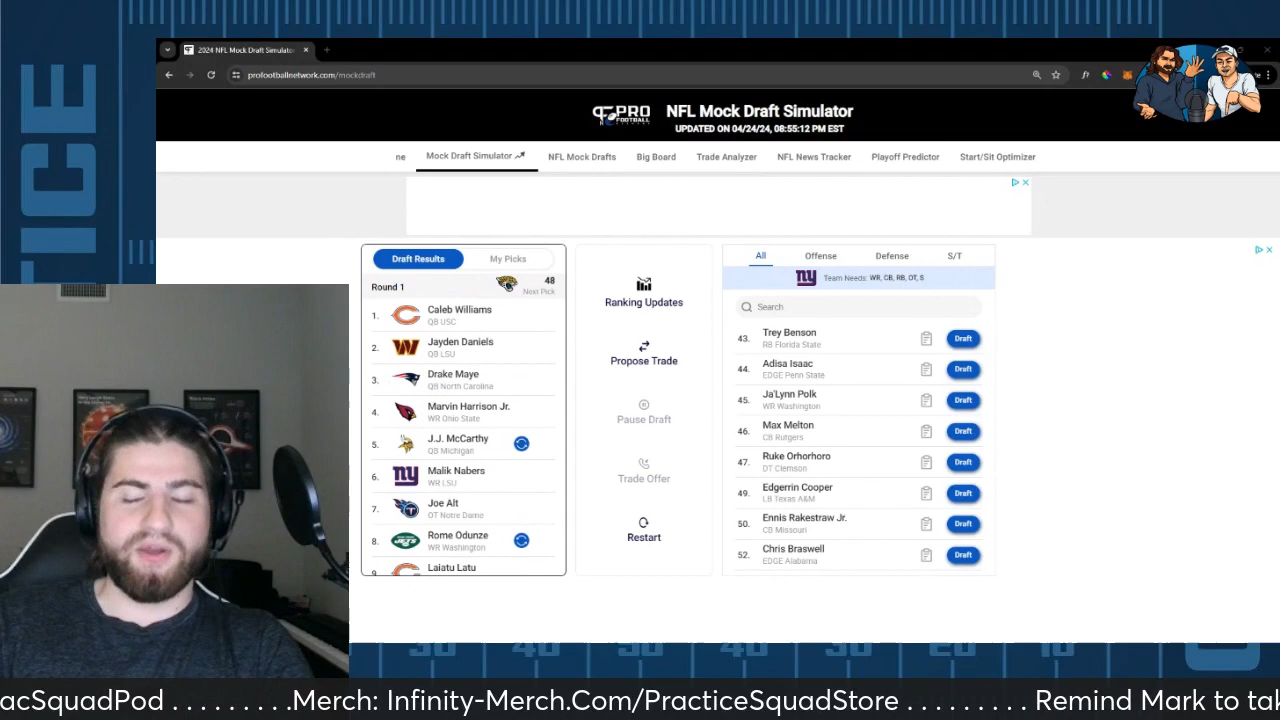 TICE
2024 NFL Mock Draft Simulato
profootballnetwork.com/mockdraft
PRO
FOOTBALL
NFL Mock Draft Simulator
UPDATED ON 04/24/24, 08:55:12 PM EST
ne
Mock Draft Simulator
NFL Mock Drafts
Big Board
Trade Analyzer
NFL News Tracker
Playoff Predictor
Start/Sit Optimizer
Draft Results
My Picks
Round 1
48
Next Pick
1.
Caleb Williams
QB USC
2.
Jayden Daniels
QB LSU
3.
Drake Maye
QB North Carolina
4.
Marvin Harrison Jr.
WR Ohio State
5.
J.J. McCarthy
QB Michigan
6.
ny
Malik Nabers
WR LSU
7.
Joe Alt
OT Notre Dame
8.
Rome Odunze
WR Washington
9.
Laiatu Latu
Ranking Updates
Propose Trade
Pause Draft
Trade Offer
Restart
All
Offense
Defense
S/T
ny
Team Needs: WR, CB, RB, OT, S
Search
43.
Trey Benson
RB Florida State
Draft
44.
Adisa Isaac
EDGE Penn State
Draft
45.
Ja'Lynn Polk
WR Washington
Draft
46.
Max Melton
CB Rutgers
Draft
47.
Ruke Orhorhoro
DT Clemson
Draft
49.
Edgerrin Cooper
LB Texas A&M
Draft
50.
Ennis Rakestraw Jr.
CB Missouri
Draft
52.
Chris Braswell
EDGE Alabama
Draft
acSquadPod . . . . . . . . .Merch: Infinity-Merch.Com/PracticeSquadStore . . . . . . . . . Remind Mark to tal